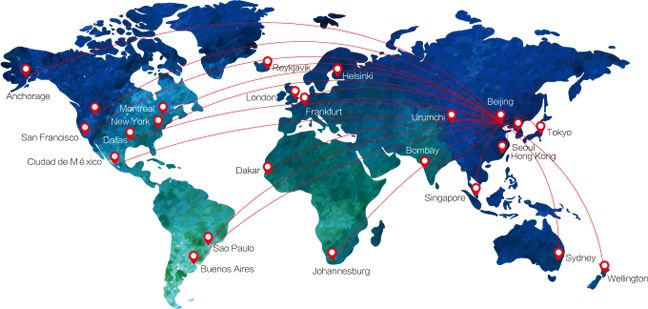 Anchorage
Reykjavik
Helsinki
London
Frankfurt
Montreal
New York
San Francisco
Dallas
Ciudad de M é xico
Urumchi
Beijing
Tokyo
Seoul
Hong Kong
Bombay
Dakar
Singapore
Sao Paulo
Buenos Aires
Johannesburg
Sydney
Wellington